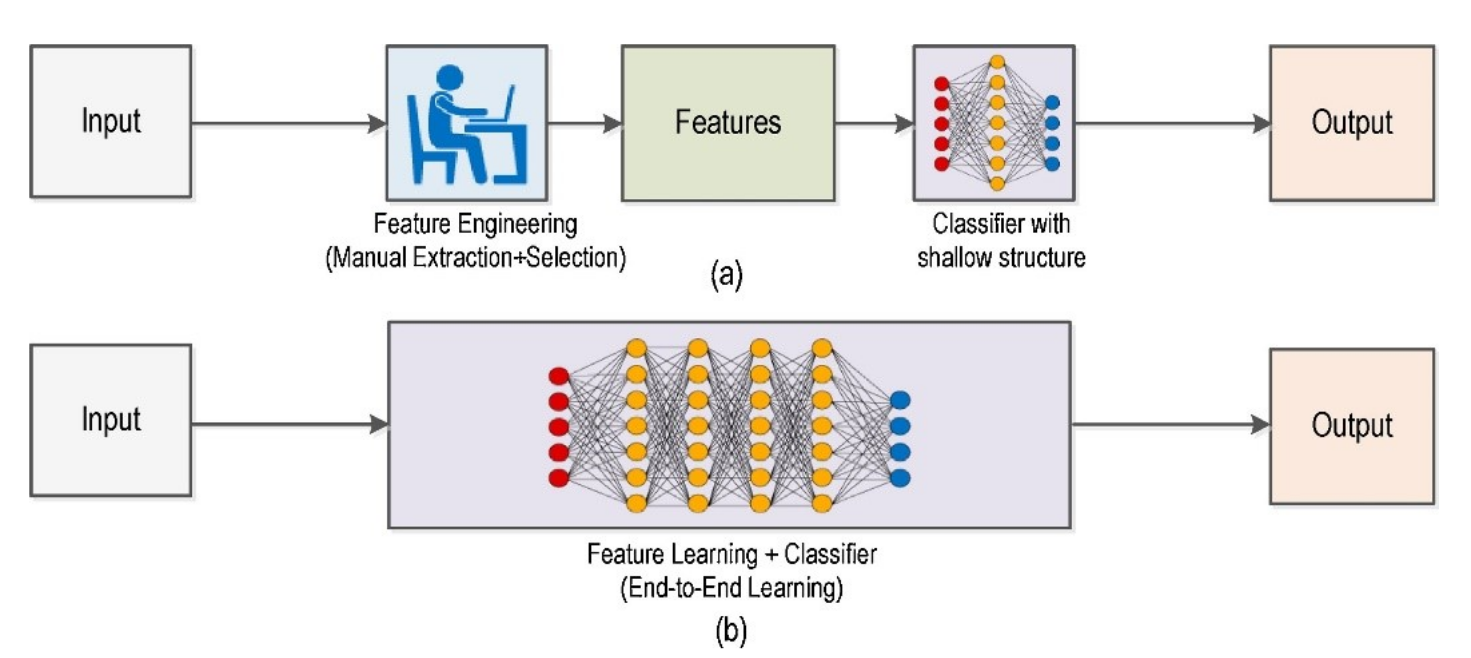 Input
Features
Output
Feature Engineering
(Manual Extraction+Selection)
Classifier with
shallow structure
(a)
Input
Output
Feature Learning + Classifier
(End-to-End Learning)
(b)